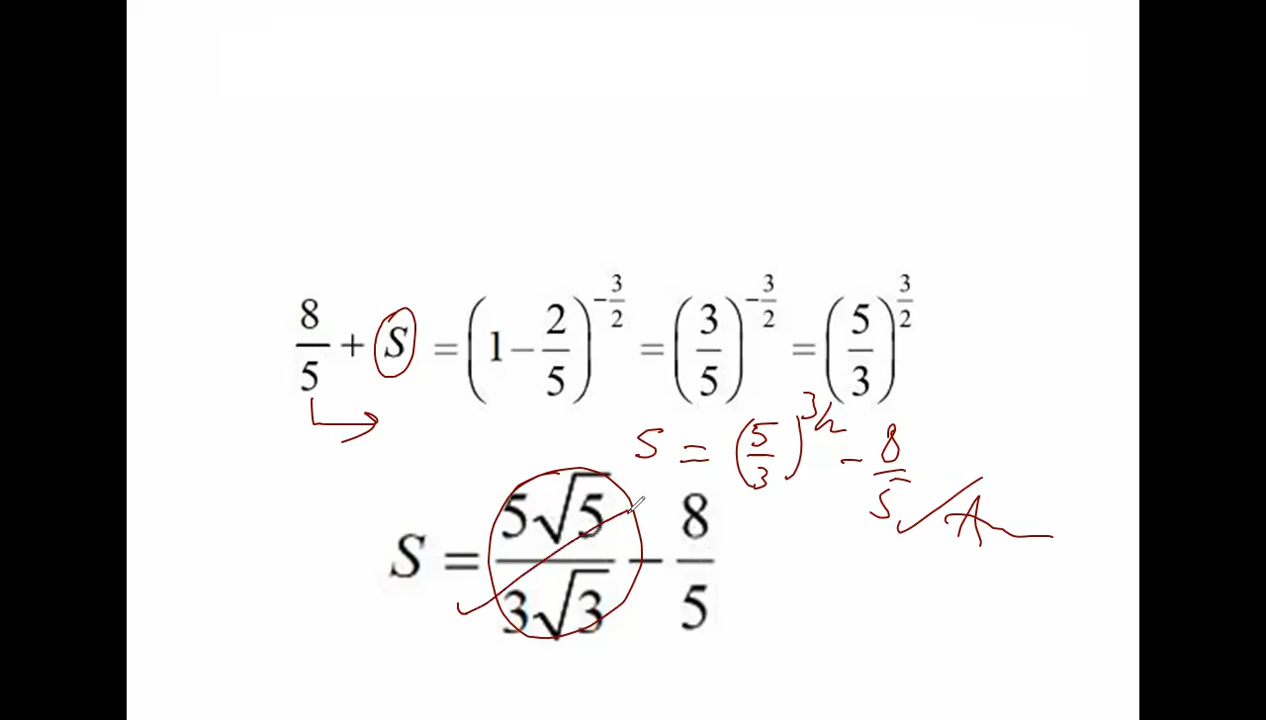 8/5 + S = (1 − 2/5)^(−3/2) = (3/5)^(−3/2) = (5/3)^(3/2)
S = (5/3)^(3/2) − 8/5
S = 5√5/3√3 − 8/5